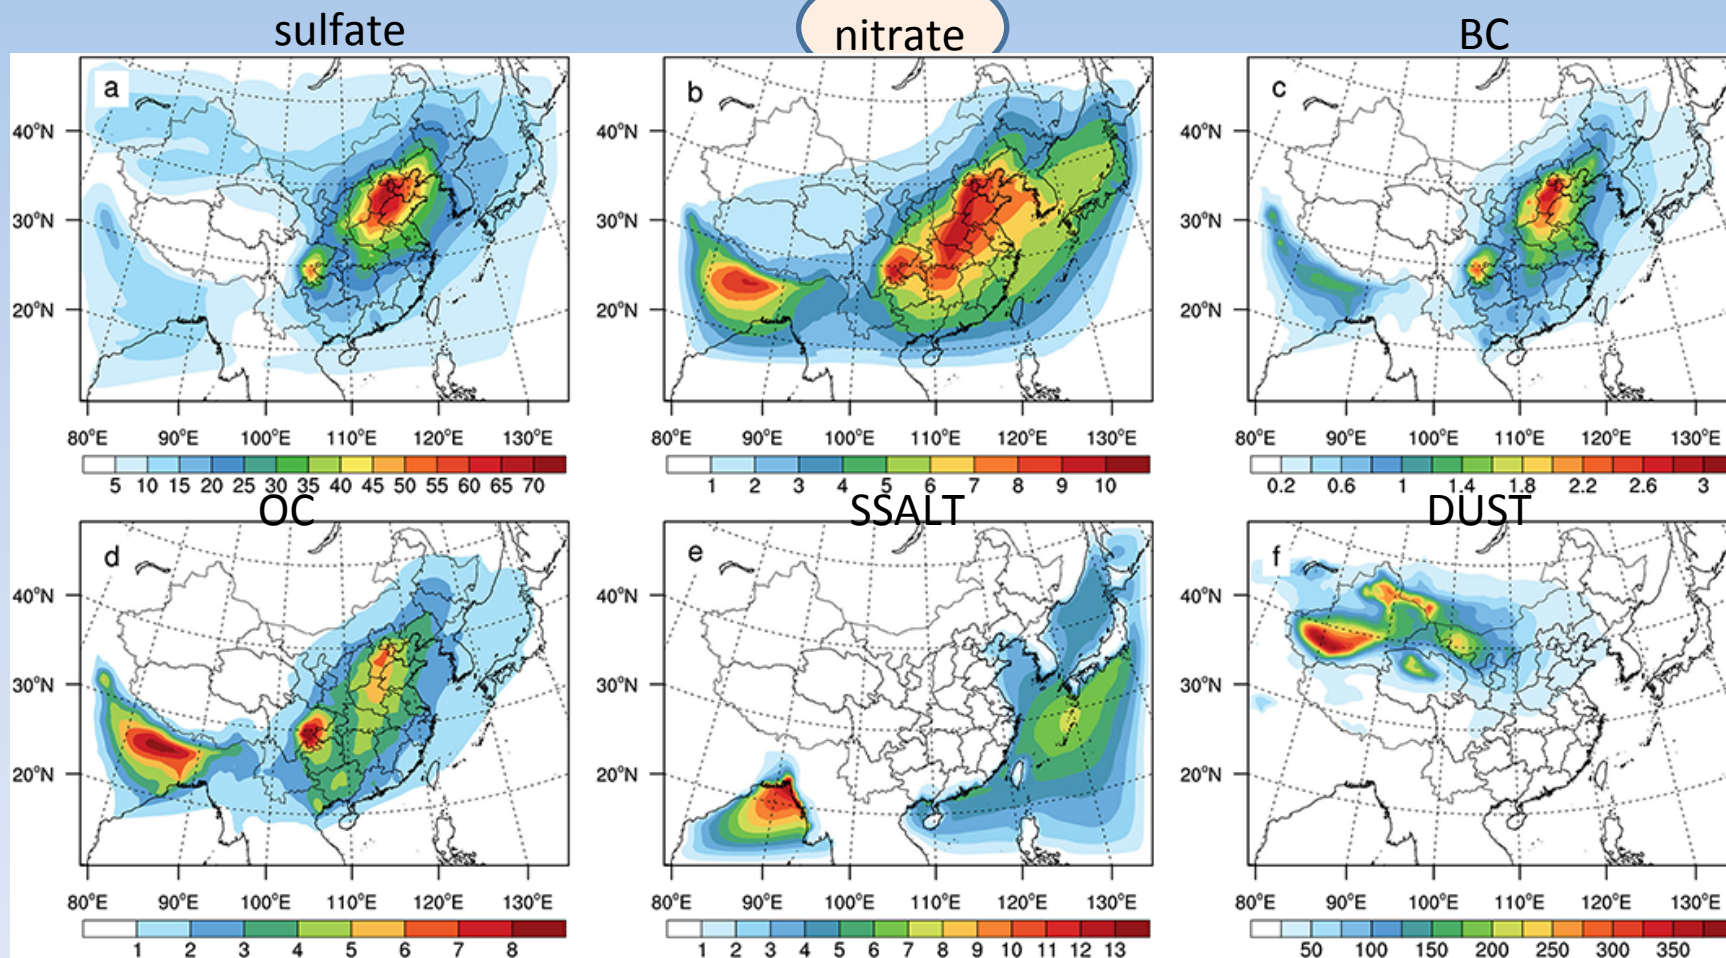 sulfate nitrate BC
a b c
40°N 40°N 40°N
30°N 30°N 30°N
20°N 20°N 20°N
80°E 90°E 100°E 110°E 120°E 130°E 80°E 90°E 100°E 110°E 120°E 130°E 80°E 90°E 100°E 110°E 120°E 130°E
5 10 15 20 25 30 35 40 45 50 55 60 65 70 1 2 3 4 5 6 7 8 9 10 0.2 0.6 1 1.4 1.8 2.2 2.6 3
OC SSALT DUST
d e f
40°N 40°N 40°N
30°N 30°N 30°N
20°N 20°N 20°N
80°E 90°E 100°E 110°E 120°E 130°E 80°E 90°E 100°E 110°E 120°E 130°E 80°E 90°E 100°E 110°E 120°E 130°E
1 2 3 4 5 6 7 8 1 2 3 4 5 6 7 8 9 10 11 12 13 50 100 150 200 250 300 350